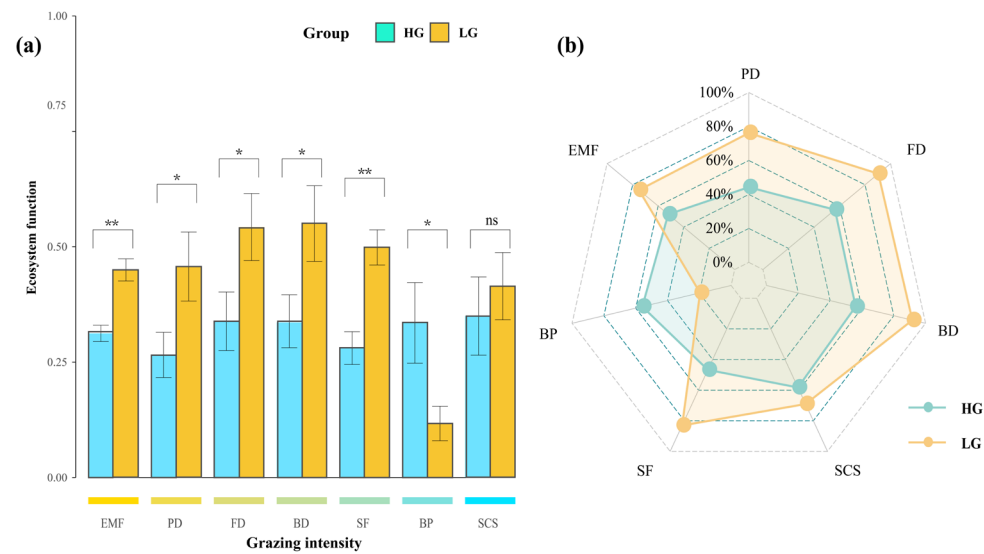 (a)
Group HG LG
1.00
0.75
0.50
0.25
0.00
Ecosystem function
**
*
*
*
**
*
ns
EMF PD FD BD SF BP SCS
Grazing intensity
(b)
PD
100%
80%
60%
40%
20%
0%
EMF
FD
BP
BD
SF
SCS
HG
LG